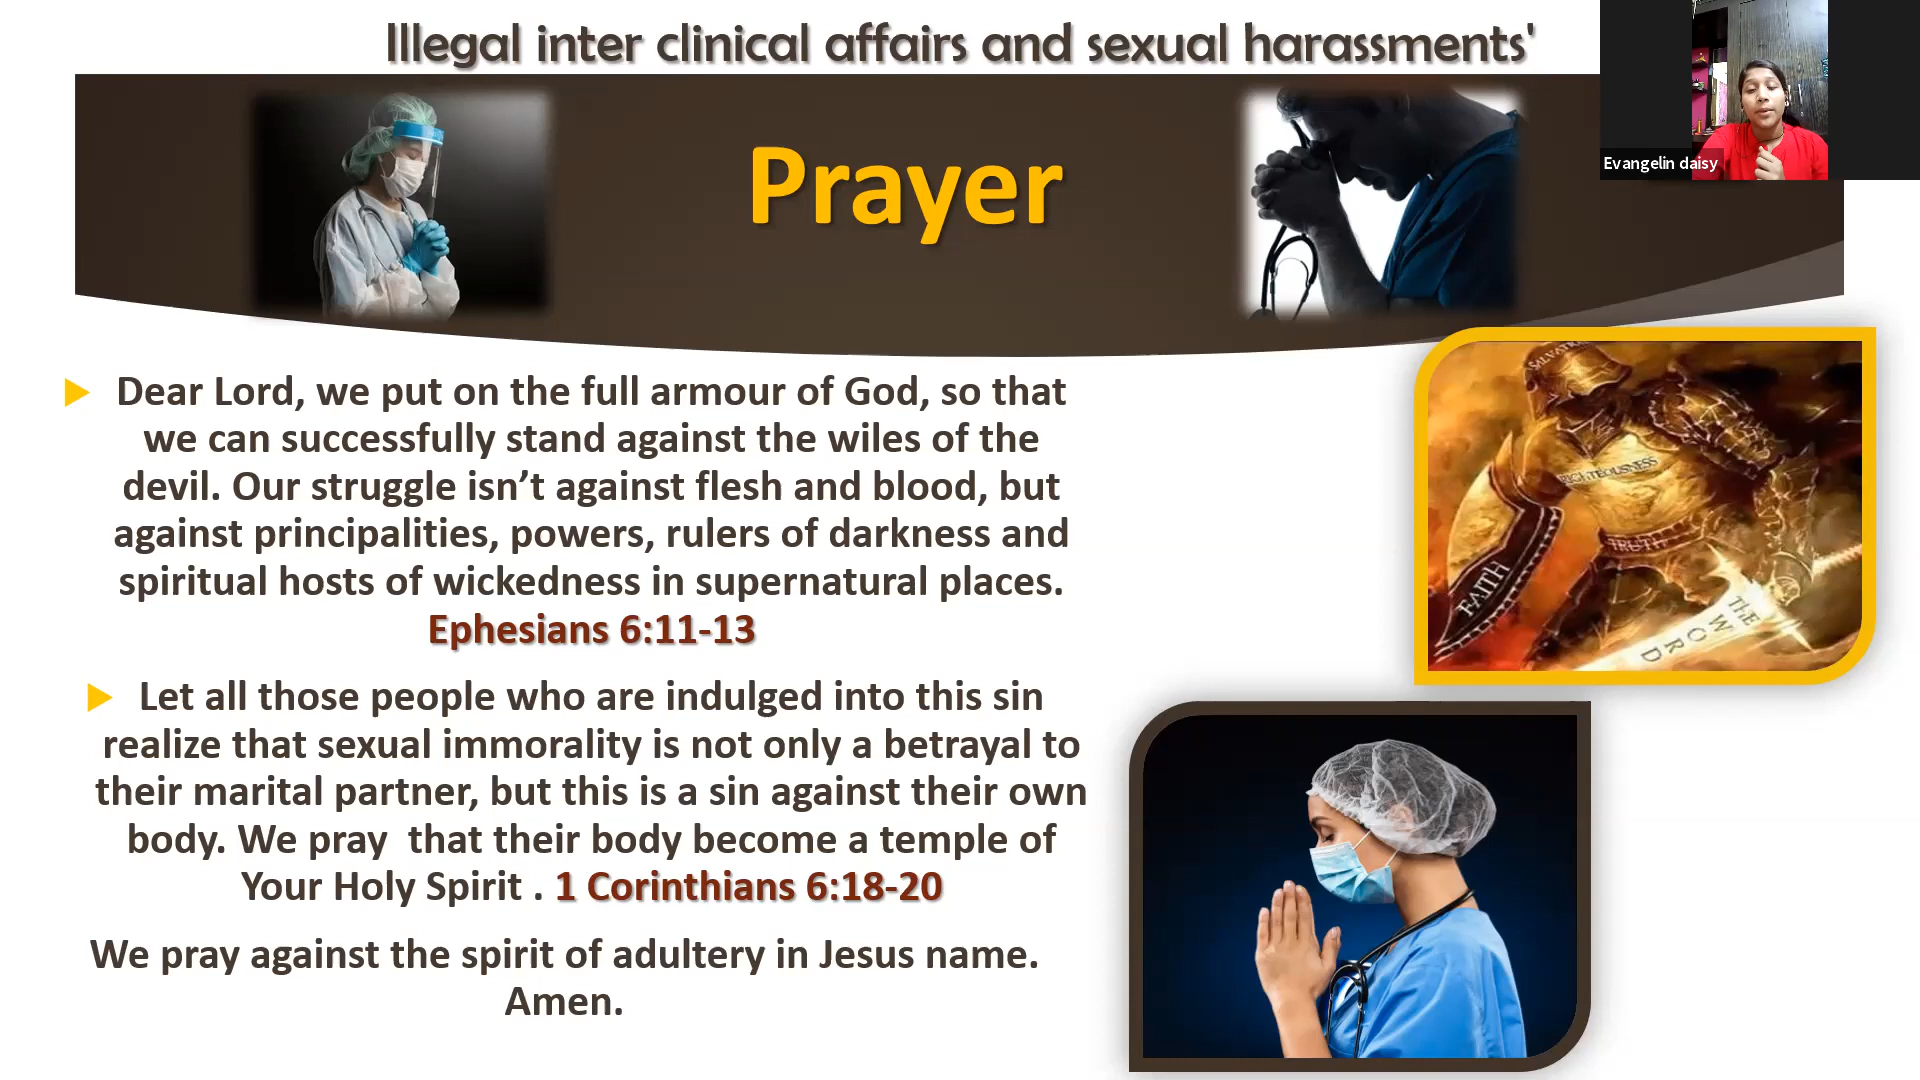 Illegal inter clinical affairs and sexual harassments'
Evangelin daisy
Prayer
Dear Lord, we put on the full armour of God, so that
we can successfully stand against the wiles of the
devil. Our struggle isn’t against flesh and blood, but
against principalities, powers, rulers of darkness and
spiritual hosts of wickedness in supernatural places.
Ephesians 6:11-13
SALVATION
RIGHTEOUSNESS
TRUTH
FAITH
THE
WORD
Let all those people who are indulged into this sin
realize that sexual immorality is not only a betrayal to
their marital partner, but this is a sin against their own
body. We pray  that their body become a temple of
Your Holy Spirit . 1 Corinthians 6:18-20
We pray against the spirit of adultery in Jesus name.
Amen.